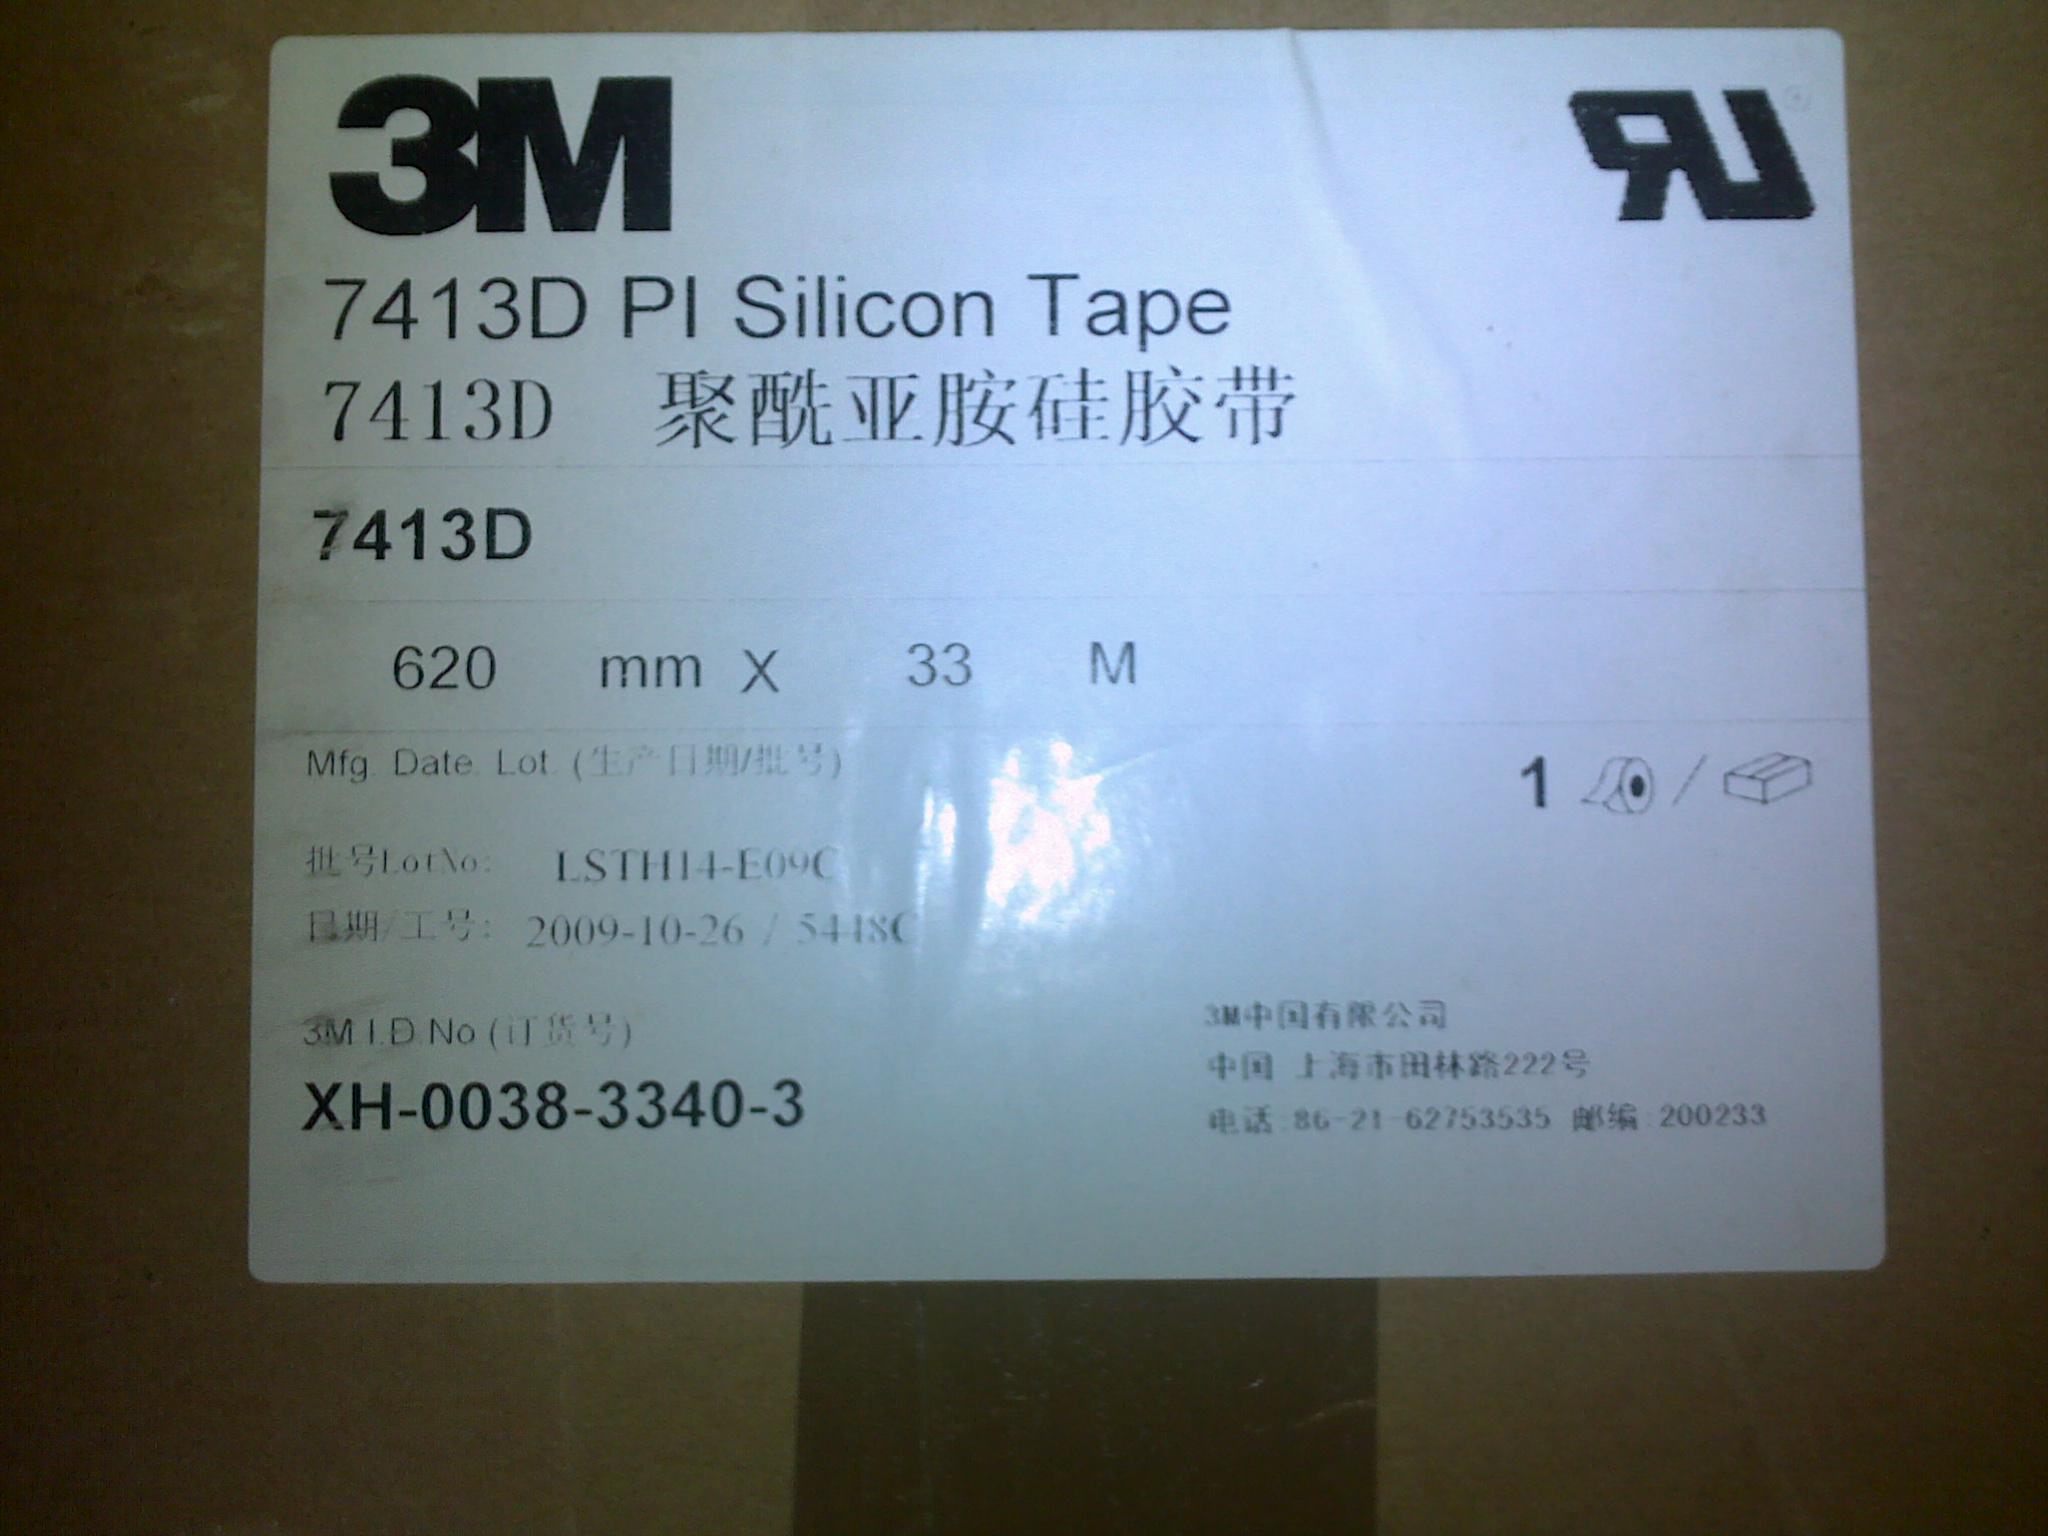 3M
7413D PI Silicon Tape
7413D 聚酰亚胺硅胶带
7413D
620 mm X 33 M
Mfg. Date. Lot. (生产日期/批号)
1 /
批号LotNo: LSTH14-E09C
日期/工号: 2009-10-26 / 5448C
3M I.D.No (订货号)
XH-0038-3340-3
3M中国有限公司
中国 上海市田林路222号
电话:86-21-62753535 邮编:200233